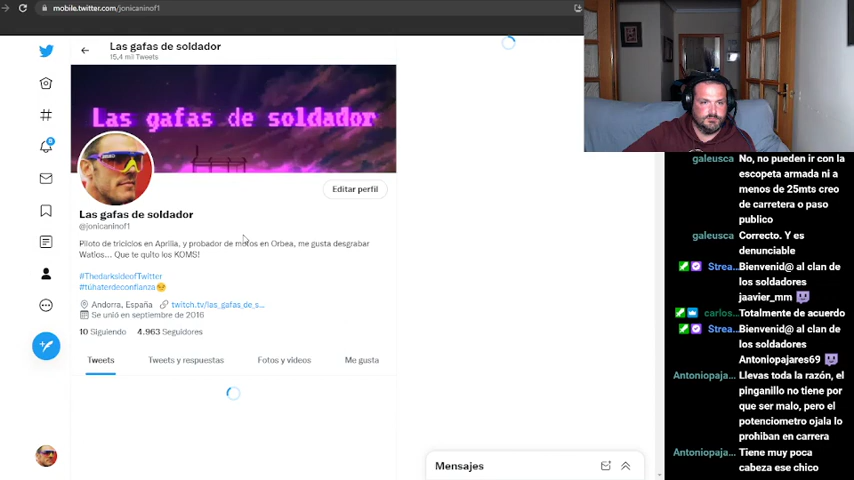 mobile.twitter.com/jonicaninof1
Las gafas de soldador
15,4 mil Tweets
Las gafas de soldador
Editar perfil
Las gafas de soldador
@jonicaninof1
Piloto de tricicios en Aprilia, y probador de motos en Orbea, me gusta desgrabar
Watios... Que te quito los KOMS!
#ThedarksideofTwitter
#túhaterdeconfianza
Andorra, España
twitch.tv/las_gafas_de_s...
Se unió en septiembre de 2016
10 Siguiendo
4.963 Seguidores
Tweets
Tweets y respuestas
Fotos y videos
Me gusta
Mensajes
galeusca No, no pueden ir con la
escopeta armada ni a
menos de 25mts creo
de carretera o paso
publico
galeusca Correcto. Y es
denunciable
Strea... Bienvenid@ al clan de
los soldadores
jaavier_mm
carlos... Totalmente de acuerdo
Strea... Bienvenid@ al clan de
los soldadores
Antoniopajares69
Antoniopaja... Llevas toda la razón, el
pinganillo no tiene por
que ser malo, pero el
potenciometro ojala lo
prohiban en carrera
Antoniopaja... Tiene muy poca
cabeza ese chico